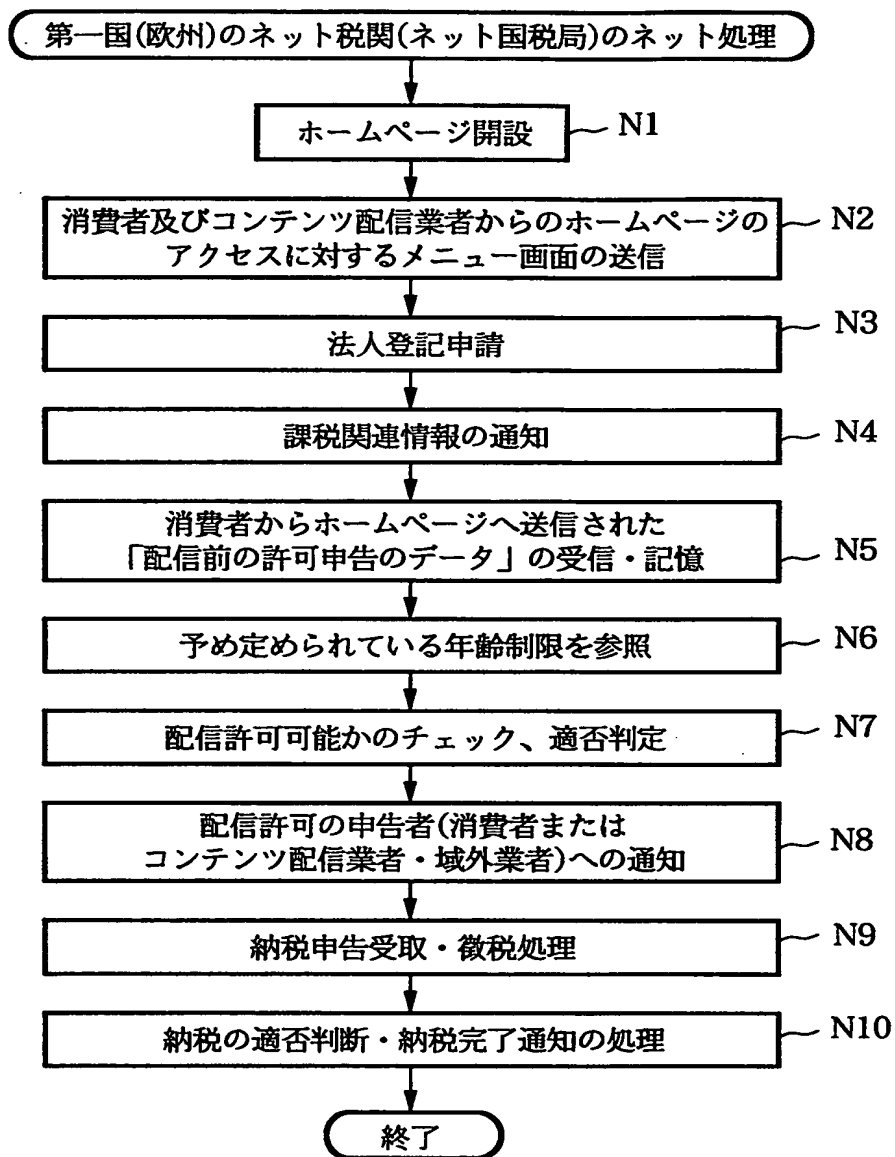 第一国(欧州)のネット税関(ネット国税局)のネット処理
ホームページ開設
N1
消費者及びコンテンツ配信業者からのホームページの
アクセスに対するメニュー画面の送信
N2
法人登記申請
N3
課税関連情報の通知
N4
消費者からホームページへ送信された
「配信前の許可申告のデータ」の受信・記憶
N5
予め定められている年齢制限を参照
N6
配信許可可能かのチェック、適否判定
N7
配信許可の申告者(消費者または
コンテンツ配信業者・域外業者)への通知
N8
納税申告受取・徴税処理
N9
納税の適否判断・納税完了通知の処理
N10
終了